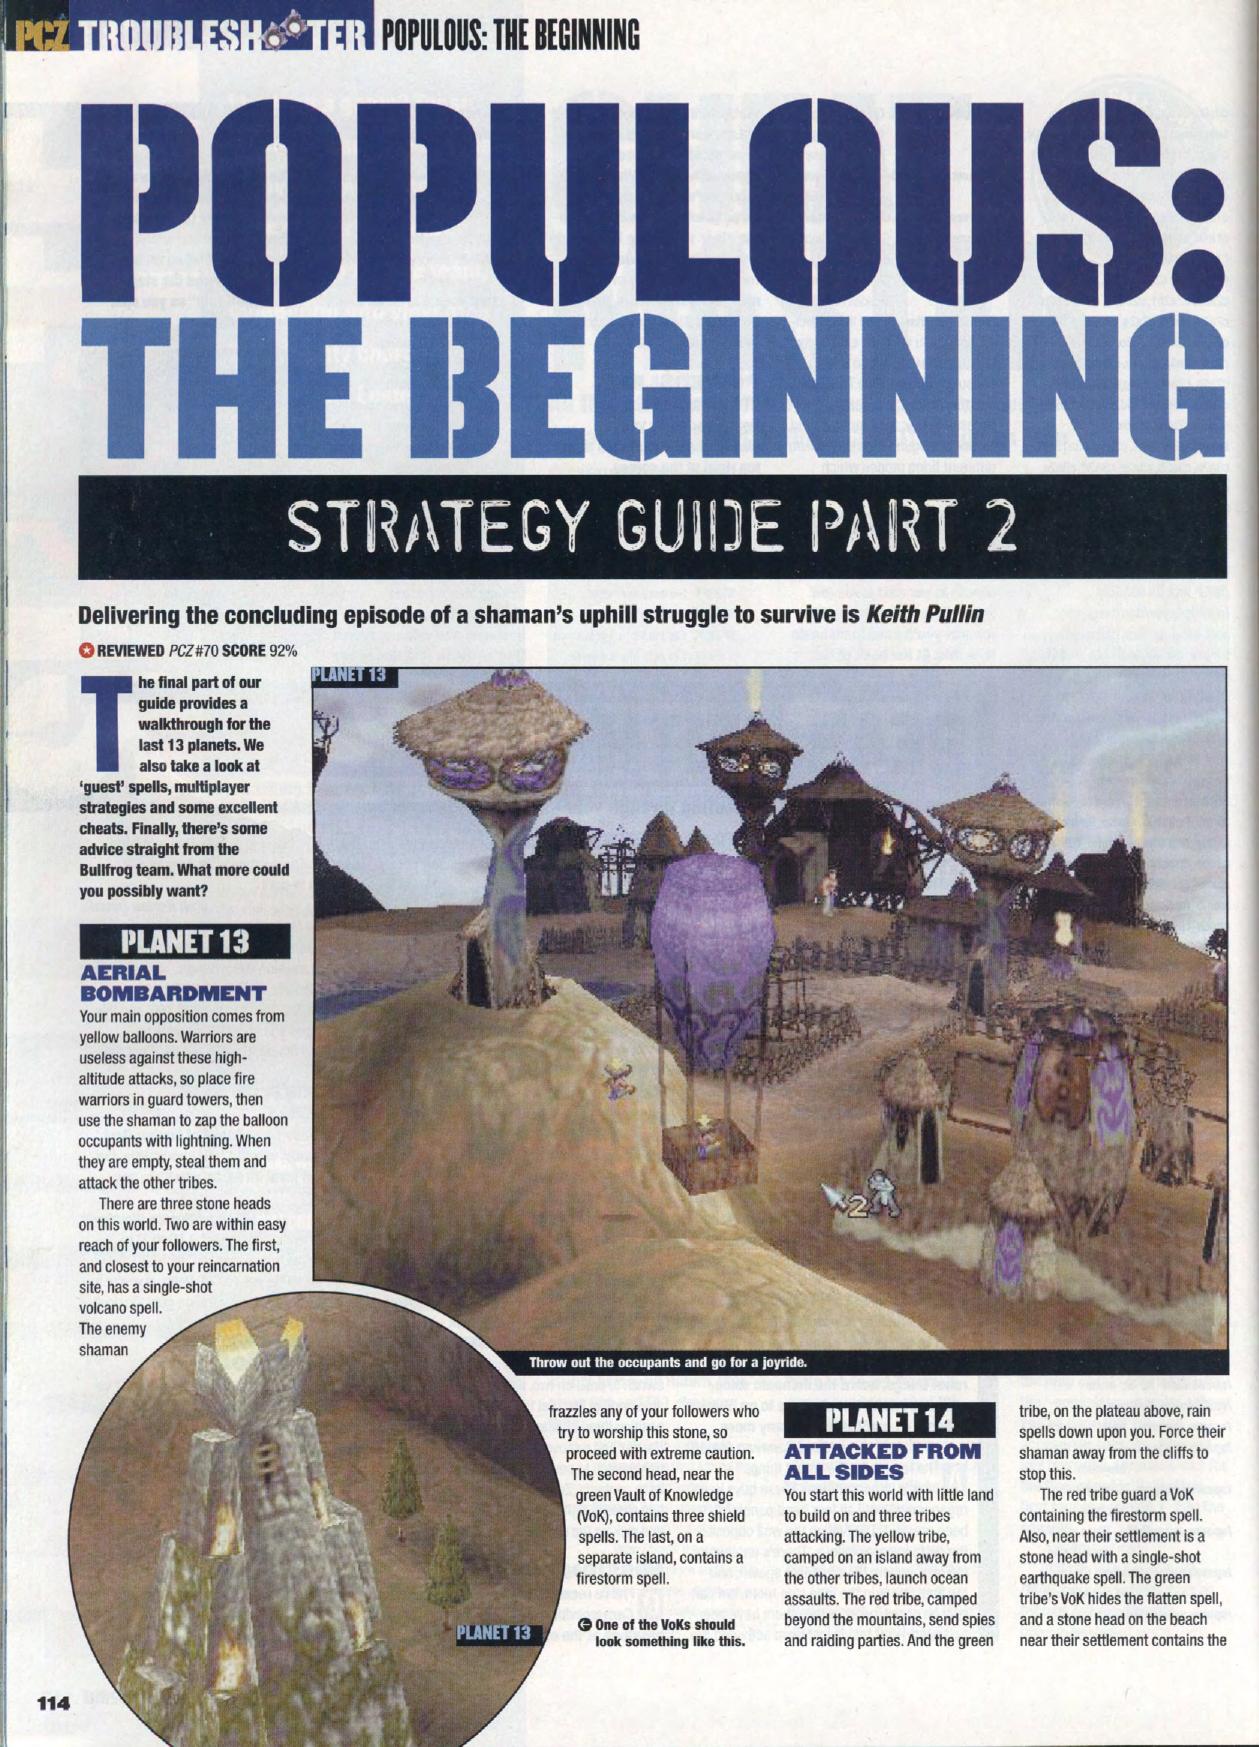 PCZ TROUBLESHOOTER POPULOUS: THE BEGINNING
POPULOUS:
THE BEGINNING
STRATEGY GUIDE PART 2
Delivering the concluding episode of a shaman's uphill struggle to survive is Keith Pullin
REVIEWED PCZ #70 SCORE 92%
The final part of our
guide provides a
walkthrough for the
last 13 planets. We
also take a look at
'guest' spells, multiplayer
strategies and some excellent
cheats. Finally, there's some
advice straight from the
Bullfrog team. What more could
you possibly want?
PLANET 13
AERIAL
BOMBARDMENT
Your main opposition comes from
yellow balloons. Warriors are
useless against these high-
altitude attacks, so place fire
warriors in guard towers, then
use the shaman to zap the balloon
occupants with lightning. When
they are empty, steal them and
attack the other tribes.
There are three stone heads
on this world. Two are within easy
reach of your followers. The first,
and closest to your reincarnation
site, has a single-shot
volcano spell.
The enemy
shaman
PLANET 13
2
Throw out the occupants and go for a joyride.
PLANET 13
frazzles any of your followers who
try to worship this stone, so
proceed with extreme caution.
The second head, near the
green Vault of Knowledge
(VoK), contains three shield
spells. The last, on a
separate island, contains a
firestorm spell.
One of the VoKs should
look something like this.
PLANET 14
ATTACKED FROM
ALL SIDES
You start this world with little land
to build on and three tribes
attacking. The yellow tribe,
camped on an island away from
the other tribes, launch ocean
assaults. The red tribe, camped
beyond the mountains, send spies
and raiding parties. And the green
tribe, on the plateau above, rain
spells down upon you. Force their
shaman away from the cliffs to
stop this.
The red tribe guard a VoK
containing the firestorm spell.
Also, near their settlement is a
stone head with a single-shot
earthquake spell. The green
tribe's VoK hides the flatten spell,
and a stone head on the beach
near their settlement contains the
114